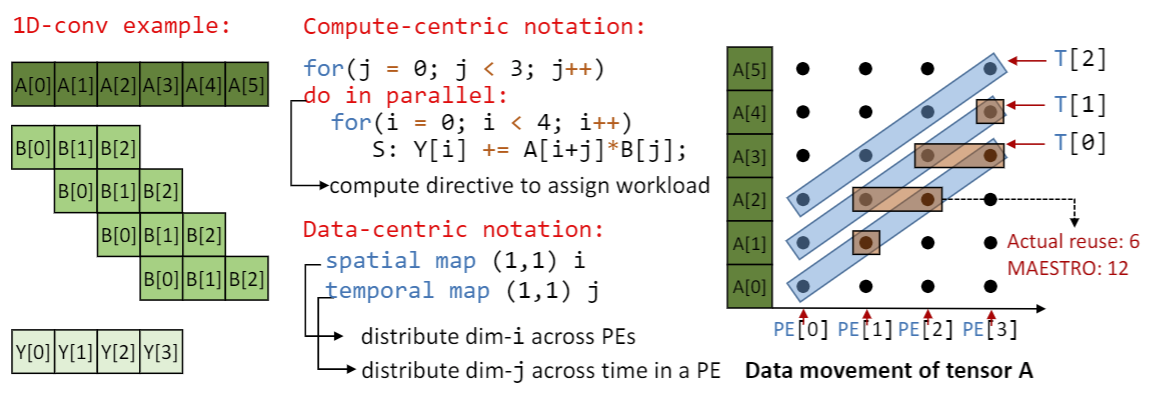 1D-conv example:
A[0] A[1] A[2] A[3] A[4] A[5]
B[0] B[1] B[2]
B[0] B[1] B[2]
B[0] B[1] B[2]
B[0] B[1] B[2]
Y[0] Y[1] Y[2] Y[3]
Compute-centric notation:
for(j = 0; j < 3; j++)
do in parallel:
for(i = 0; i < 4; i++)
S: Y[i] += A[i+j]*B[j];
compute directive to assign workload
Data-centric notation:
spatial map (1,1) i
temporal map (1,1) j
distribute dim-i across PEs
distribute dim-j across time in a PE
A[5]
A[4]
A[3]
A[2]
A[1]
A[0]
T[2]
T[1]
T[0]
Actual reuse: 6
MAESTRO: 12
PE[0] PE[1] PE[2] PE[3]
Data movement of tensor A